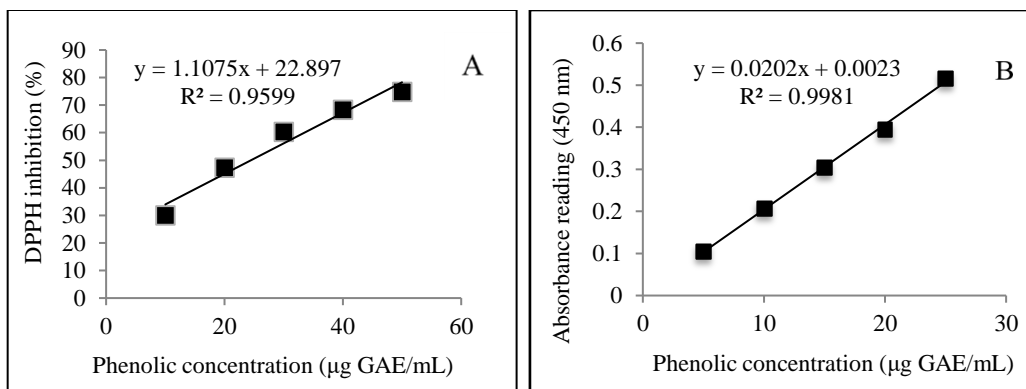 A
y = 1.1075x + 22.897
R² = 0.9599
DPPH inhibition (%)
90
80
70
60
50
40
30
20
10
0
0 20 40 60
Phenolic concentration (μg GAE/mL)
B
y = 0.0202x + 0.0023
R² = 0.9981
Absorbance reading (450 nm)
0.6
0.5
0.4
0.3
0.2
0.1
0
0 10 20 30
Phenolic concentration (μg GAE/mL)